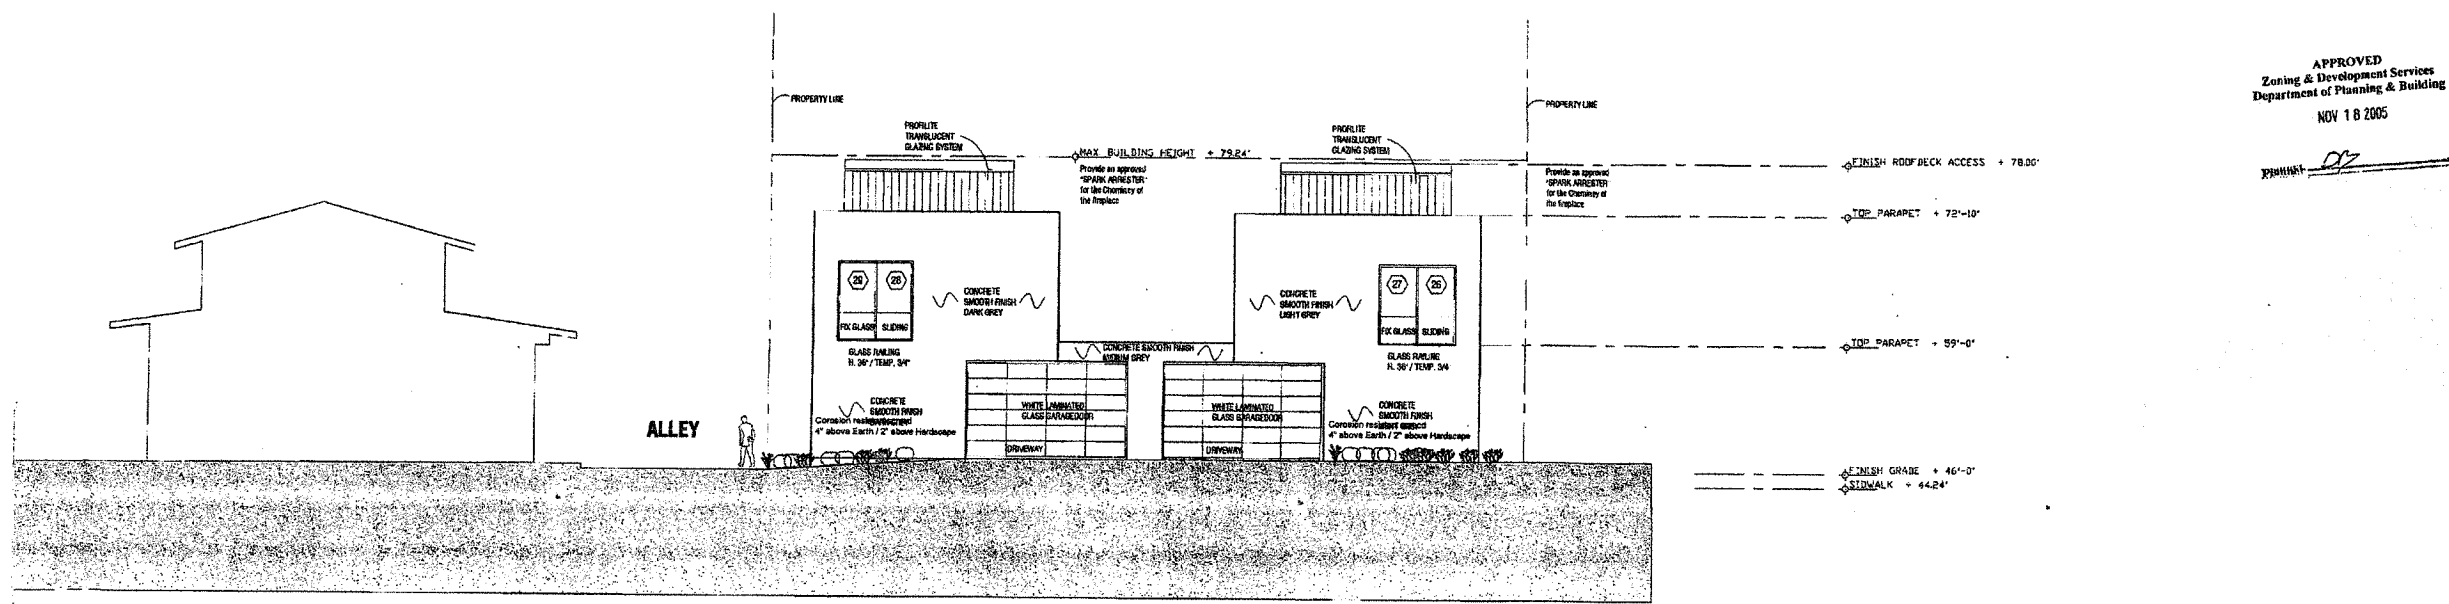 APPROVED
Zoning & Development Services
Department of Planning & Building
NOV 18 2005
PROPERTY LINE
PROPERTY LINE
PROFILITE
TRANSLUCENT
GLAZING SYSTEM
PROFILITE
TRANSLUCENT
GLAZING SYSTEM
MAX BUILDING HEIGHT + 79.24'
Provide an approved
"SPARK ARRESTER"
for the Chominey of
the fireplace
Provide an approved
"SPARK ARRESTER"
for the Chominey of
the fireplace
FINISH ROOFDECK ACCESS + 78.00'
TOP PARAPET + 72'-10"
29
28
FIX GLASS
SLIDING
GLASS RAILING
H. 36" / TEMP. 3/4"
CONCRETE
SMOOTH FINISH
DARK GREY
CONCRETE
SMOOTH FINISH
LIGHT GREY
27
26
FIX GLASS
SLIDING
GLASS RAILING
H. 36" / TEMP. 3/4
CONCRETE SMOOTH FINISH
GREY
TOP PARAPET + 59'-0"
WHITE LAMINATED
GLASS GARAGEDOOR
DRIVEWAY
WHITE LAMINATED
GLASS GARAGEDOOR
DRIVEWAY
CONCRETE
SMOOTH FINISH
Corosion
4" above Earth / 2" above Hardscape
CONCRETE
SMOOTH FINISH
Corosion
4" above Earth / 2" above Hardscape
ALLEY
FINISH GRADE + 46'-0"
SIDWALK + 44.24'